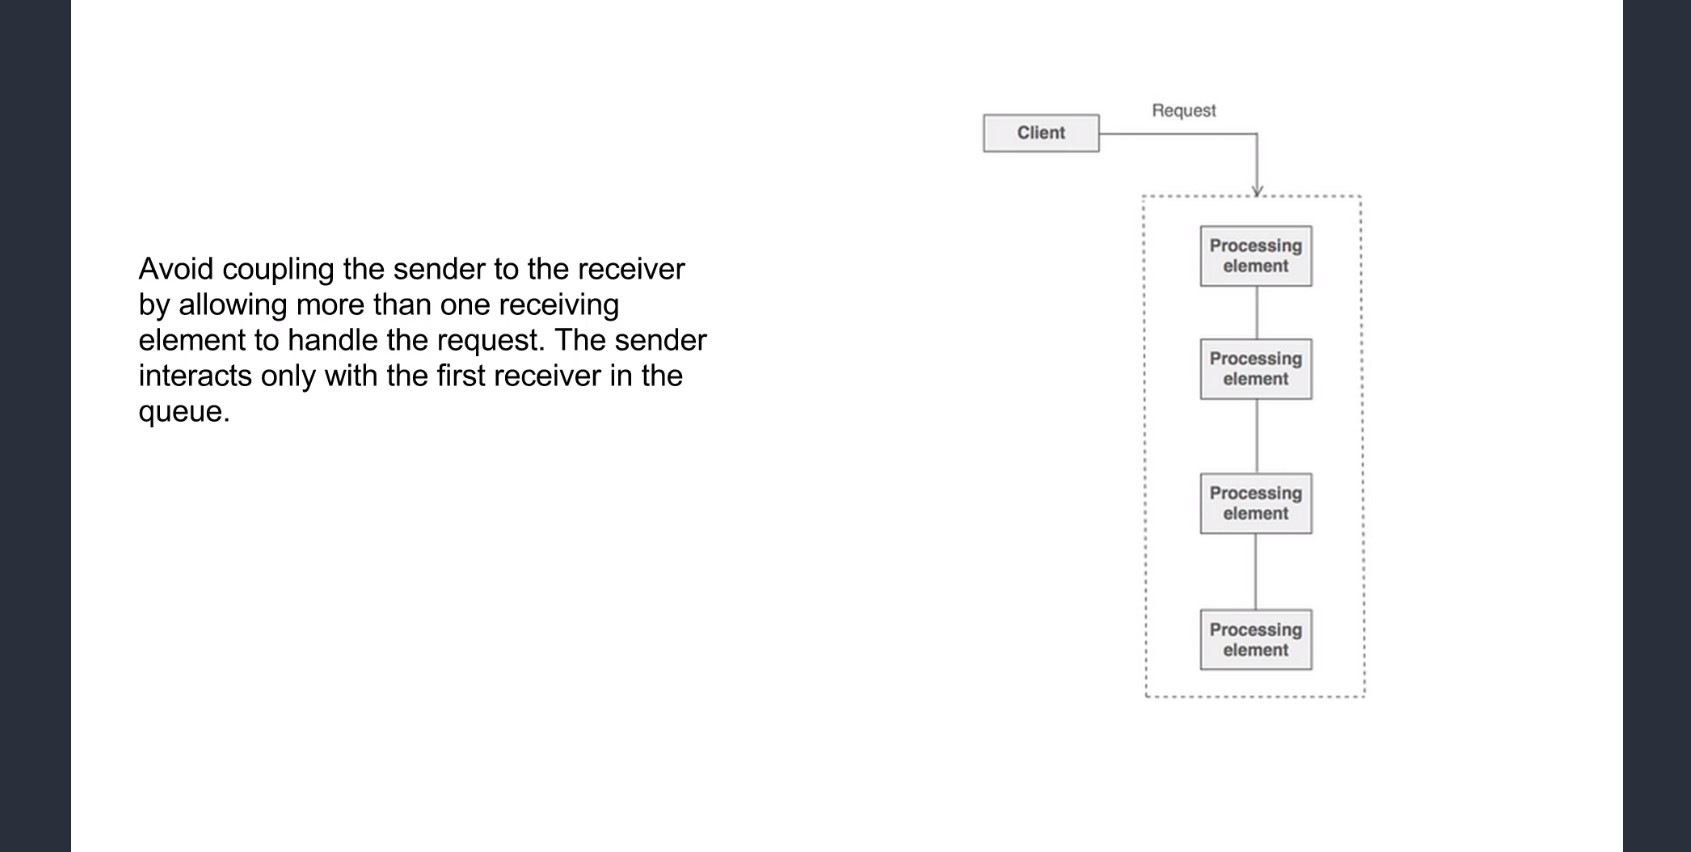 Avoid coupling the sender to the receiver
by allowing more than one receiving
element to handle the request. The sender
interacts only with the first receiver in the
queue.
Request
Client
Processing
element
Processing
element
Processing
element
Processing
element